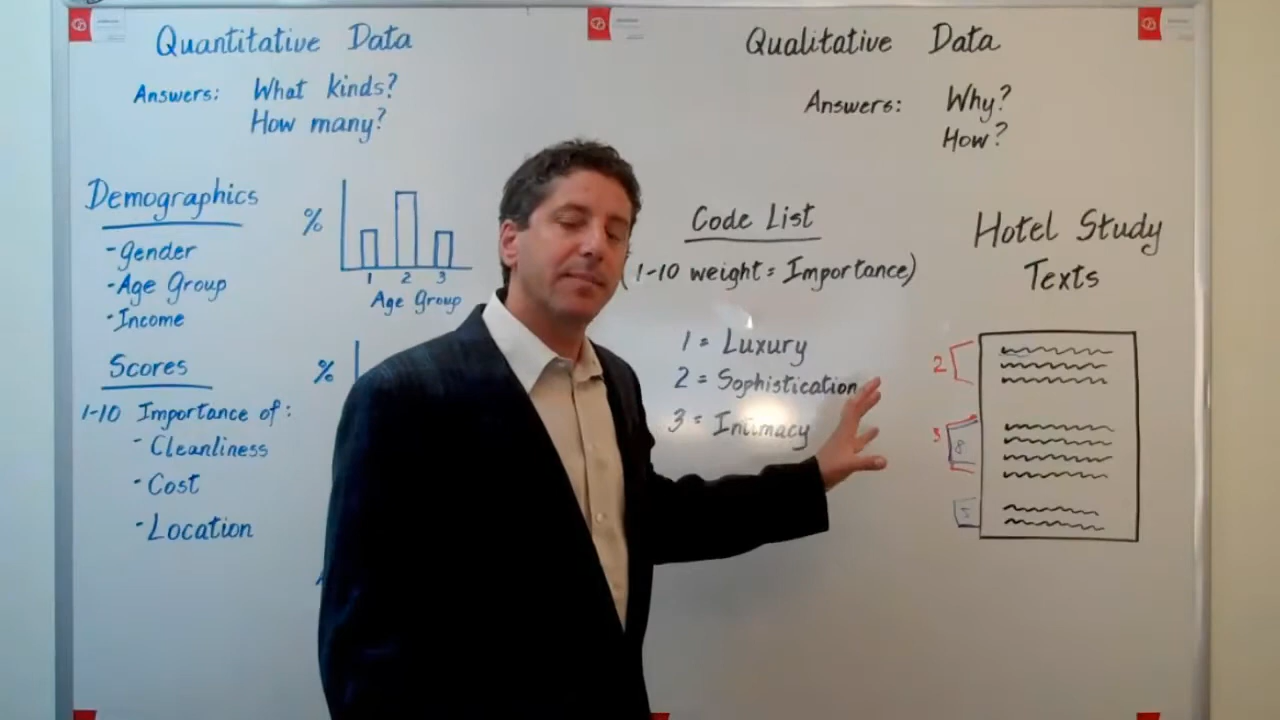 Quantitative Data
Answers: What kinds?
How many?
Demographics
- Gender
- Age Group
- Income
Scores
1-10 Importance of:
- Cleanliness
- Cost
- Location
%
1 2 3
Age Group
%
Qualitative Data
Answers: Why?
How?
Code List
(1-10 weight = Importance)
1 = Luxury
2 = Sophistication
3 = Intimacy
Hotel Study
Texts
2
3
8
5